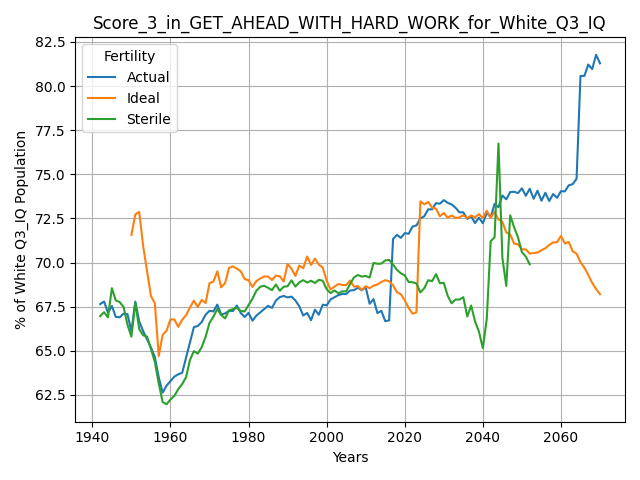 Score_3_in_GET_AHEAD_WITH_HARD_WORK_for_White_Q3_IQ
Fertility
Actual
Ideal
Sterile
% of White Q3_IQ Population
82.5
80.0
77.5
75.0
72.5
70.0
67.5
65.0
62.5
1940 1960 1980 2000 2020 2040 2060
Years